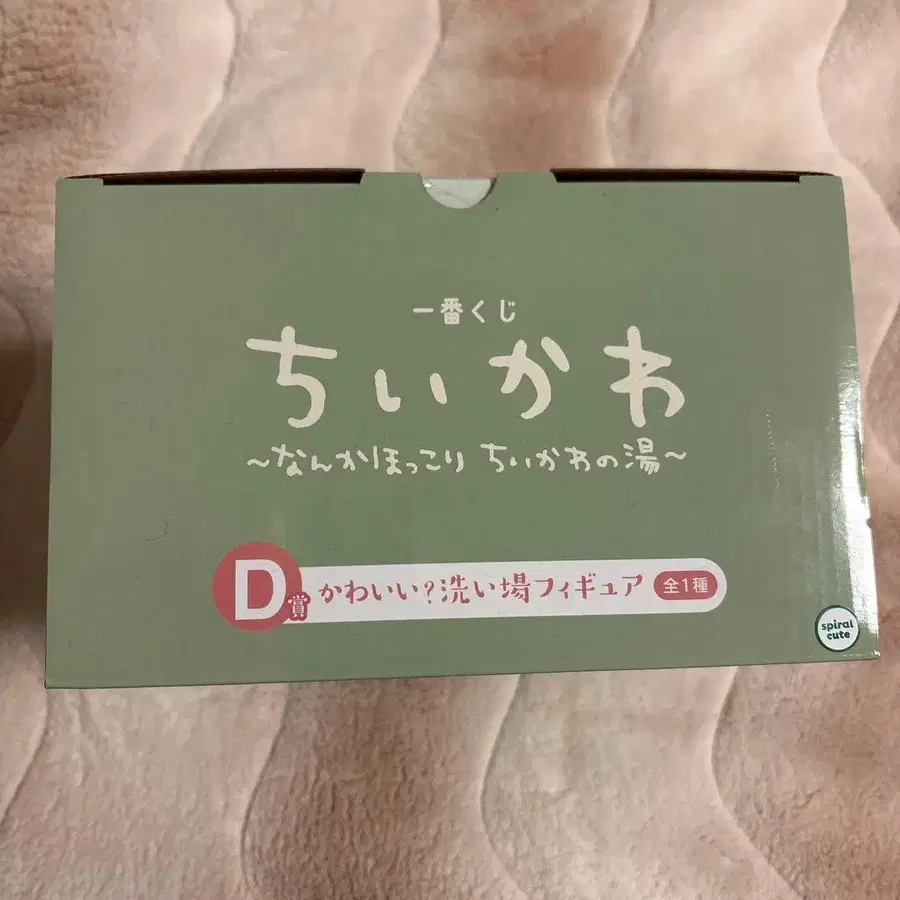 一番くじ
ちいかわ
～なんかほっこり ちいかわの湯～
D賞 かわいい?洗い場フィギュア 全1種
spiral
cute